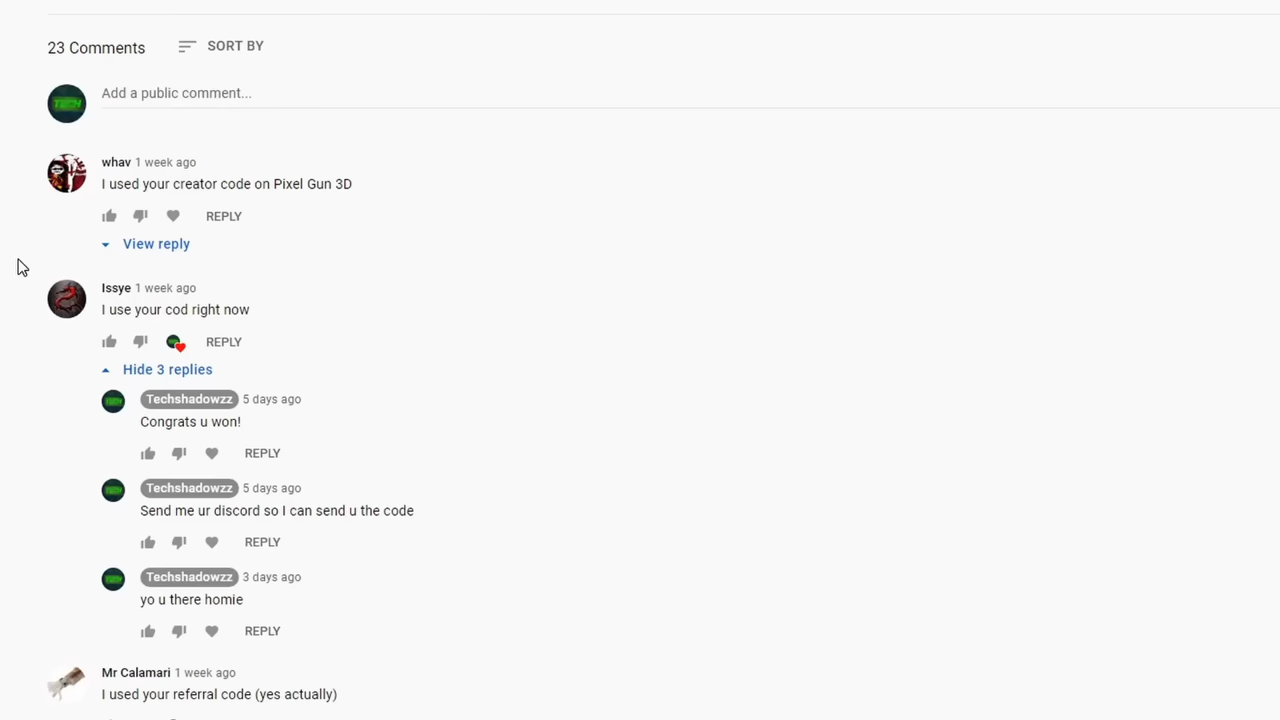 23 Comments
SORT BY
TECH
Add a public comment...
whav 1 week ago
I used your creator code on Pixel Gun 3D
REPLY
View reply
Issye 1 week ago
I use your cod right now
REPLY
Hide 3 replies
Techshadowzz 5 days ago
Congrats u won!
REPLY
Techshadowzz 5 days ago
Send me ur discord so I can send u the code
REPLY
Techshadowzz 3 days ago
yo u there homie
REPLY
Mr Calamari 1 week ago
I used your referral code (yes actually)